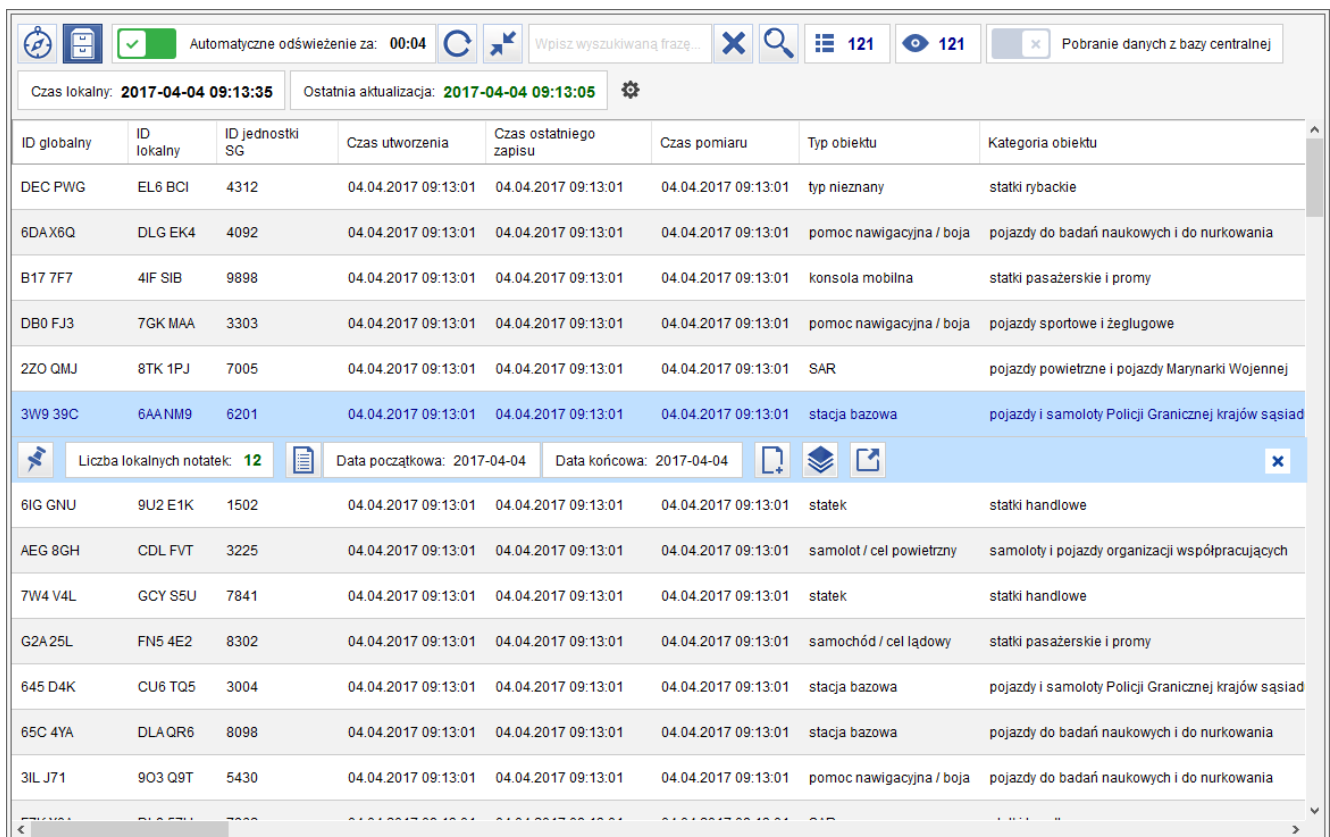 Automatyczne odświeżenie za: 00:04 Wpisz wyszukiwaną frazę... 121 121 Pobranie danych z bazy centralnej
Czas lokalny: 2017-04-04 09:13:35 Ostatnia aktualizacja: 2017-04-04 09:13:05
ID globalny ID lokalny ID jednostki SG Czas utworzenia Czas ostatniego zapisu Czas pomiaru Typ obiektu Kategoria obiektu
DEC PWG EL6 BCI 4312 04.04.2017 09:13:01 04.04.2017 09:13:01 04.04.2017 09:13:01 typ nieznany statki rybackie
6DA X6Q DLG EK4 4092 04.04.2017 09:13:01 04.04.2017 09:13:01 04.04.2017 09:13:01 pomoc nawigacyjna / boja pojazdy do badań naukowych i do nurkowania
B17 7F7 4IF SIB 9898 04.04.2017 09:13:01 04.04.2017 09:13:01 04.04.2017 09:13:01 konsola mobilna statki pasażerskie i promy
DB0 FJ3 7GK MAA 3303 04.04.2017 09:13:01 04.04.2017 09:13:01 04.04.2017 09:13:01 pomoc nawigacyjna / boja pojazdy sportowe i żeglugowe
2ZO QMJ 8TK 1PJ 7005 04.04.2017 09:13:01 04.04.2017 09:13:01 04.04.2017 09:13:01 SAR pojazdy powietrzne i pojazdy Marynarki Wojennej
3W9 39C 6AA NM9 6201 04.04.2017 09:13:01 04.04.2017 09:13:01 04.04.2017 09:13:01 stacja bazowa pojazdy i samoloty Policji Granicznej krajów sąsiad
Liczba lokalnych notatek: 12 Data początkowa: 2017-04-04 Data końcowa: 2017-04-04
6IG GNU 9U2 E1K 1502 04.04.2017 09:13:01 04.04.2017 09:13:01 04.04.2017 09:13:01 statek statki handlowe
AEG 8GH CDL FVT 3225 04.04.2017 09:13:01 04.04.2017 09:13:01 04.04.2017 09:13:01 samolot / cel powietrzny samoloty i pojazdy organizacji współpracujących
7W4 V4L GCY S5U 7841 04.04.2017 09:13:01 04.04.2017 09:13:01 04.04.2017 09:13:01 statek statki handlowe
G2A 25L FN5 4E2 8302 04.04.2017 09:13:01 04.04.2017 09:13:01 04.04.2017 09:13:01 samochód / cel lądowy statki pasażerskie i promy
645 D4K CU6 TQ5 3004 04.04.2017 09:13:01 04.04.2017 09:13:01 04.04.2017 09:13:01 stacja bazowa pojazdy i samoloty Policji Granicznej krajów sąsiad
65C 4YA DLA QR6 8098 04.04.2017 09:13:01 04.04.2017 09:13:01 04.04.2017 09:13:01 stacja bazowa pojazdy do badań naukowych i do nurkowania
3IL J71 9O3 Q9T 5430 04.04.2017 09:13:01 04.04.2017 09:13:01 04.04.2017 09:13:01 pomoc nawigacyjna / boja pojazdy do badań naukowych i do nurkowania